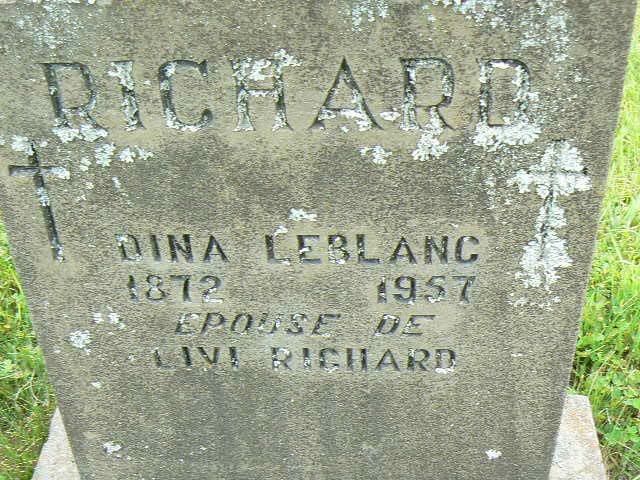 RICHARD
DINA LEBLANC
1872 1957
EPOUSE DE
LIVI RICHARD